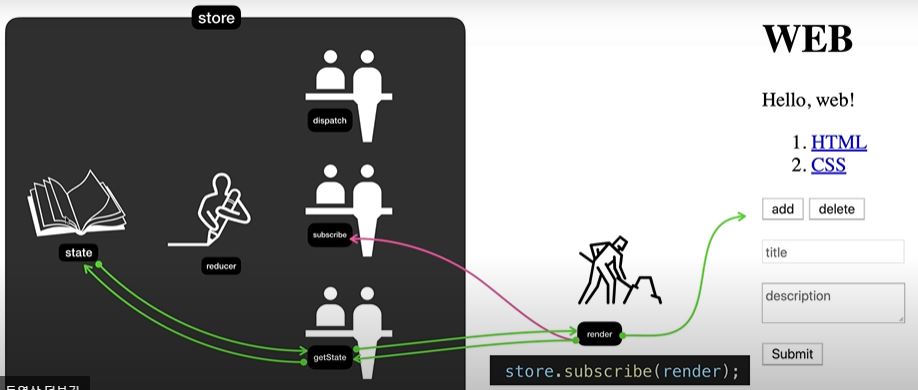 store
dispatch
subscribe
state
reducer
getState
render
store.subscribe(render);
WEB
Hello, web!
1. HTML
2. CSS
add
delete
title
description
Submit